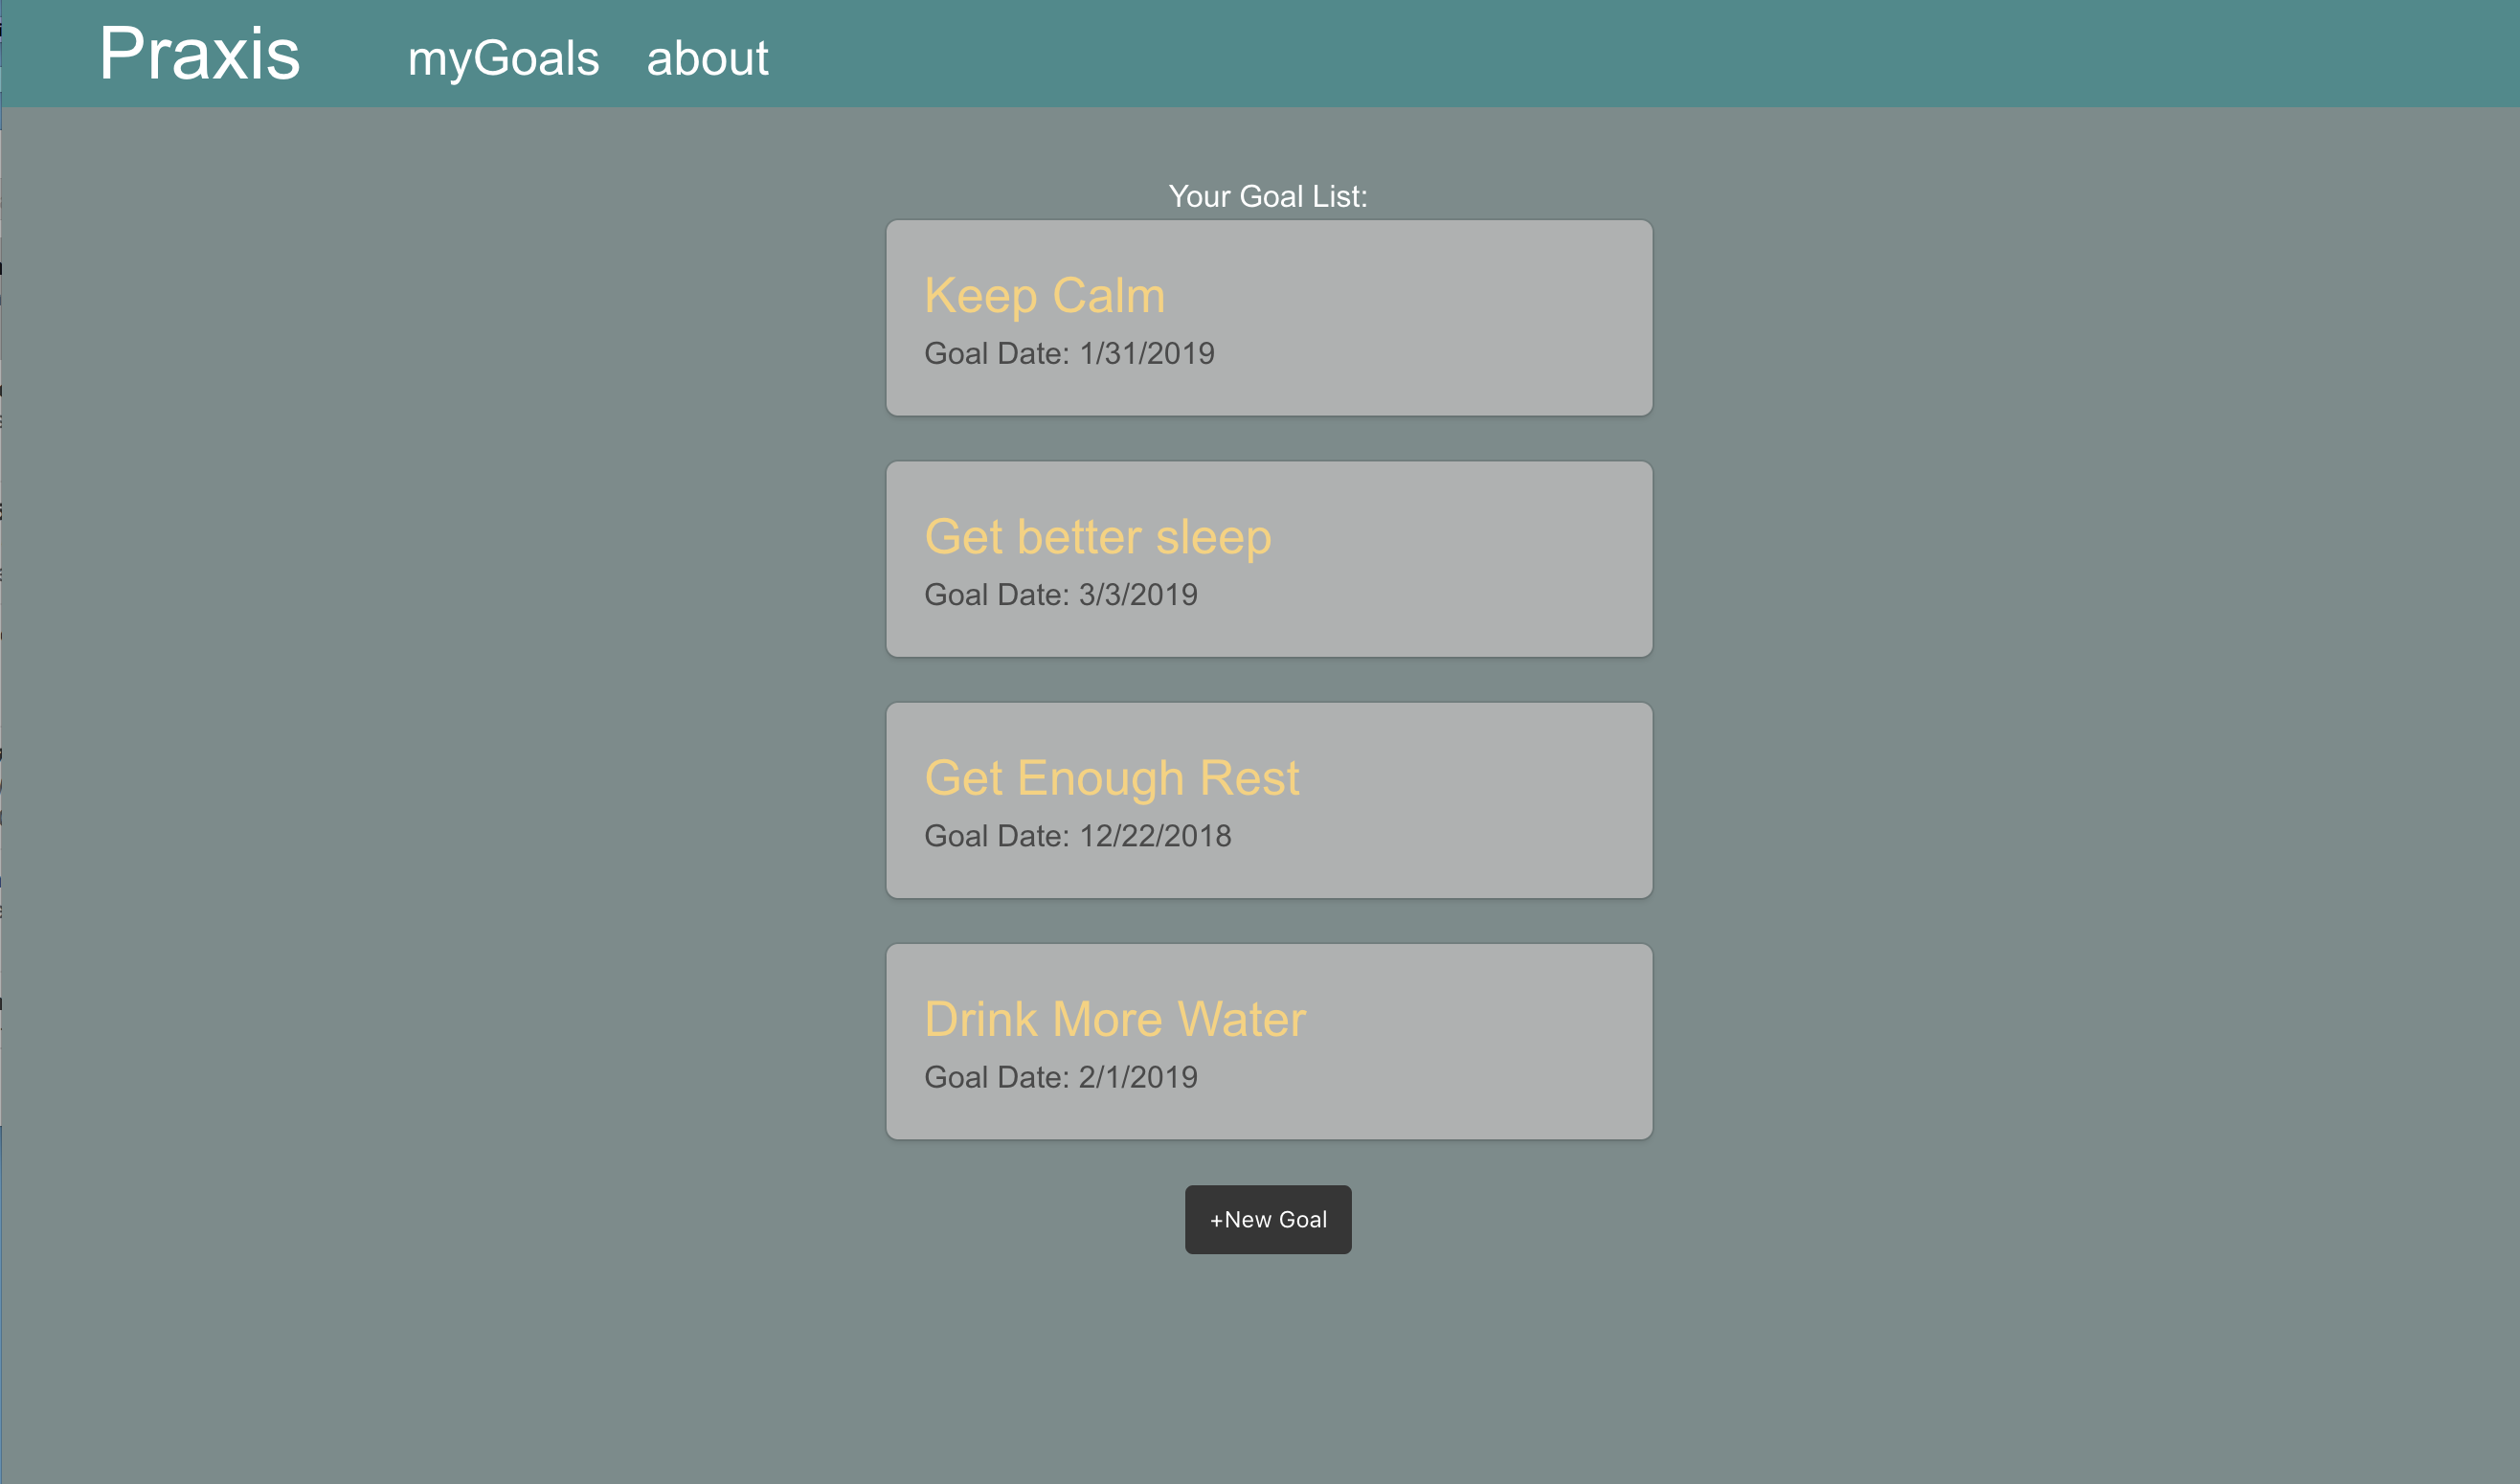 Praxis myGoals about
Your Goal List:
Keep Calm
Goal Date: 1/31/2019
Get better sleep
Goal Date: 3/3/2019
Get Enough Rest
Goal Date: 12/22/2018
Drink More Water
Goal Date: 2/1/2019
+New Goal